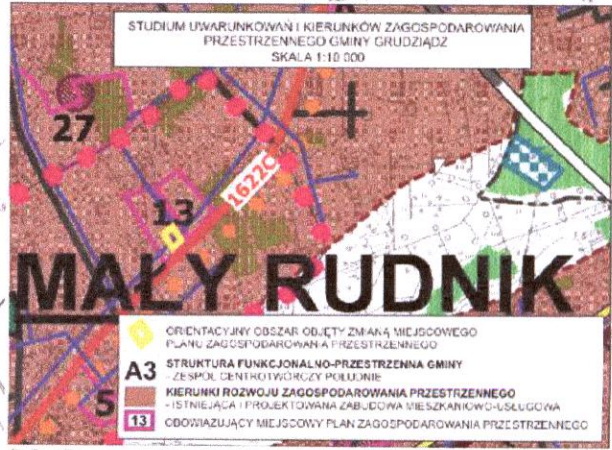 STUDIUM UWARUNKOWAŃ I KIERUNKÓW ZAGOSPODAROWANIA
PRZESTRZENNEGO GMINY GRUDZIĄDZ
SKALA 1:10 000
27
13
1622C
MAŁY RUDNIK
5
ORIENTACYJNY OBSZAR OBJĘTY ZMIANĄ MIEJSCOWEGO
PLANU ZAGOSPODAROWANIA PRZESTRZENNEGO
A3 STRUKTURA FUNKCJONALNO-PRZESTRZENNA GMINY
- ZESPÓŁ CENTROTWÓRCZY POŁUDNIE
KIERUNKI ROZWOJU ZAGOSPODAROWANIA PRZESTRZENNEGO
- ISTNIEJĄCA I PROJEKTOWANA ZABUDOWA MIESZKANIOWO-USŁUGOWA
13 OBOWIĄZUJĄCY MIEJSCOWY PLAN ZAGOSPODAROWANIA PRZESTRZENNEGO